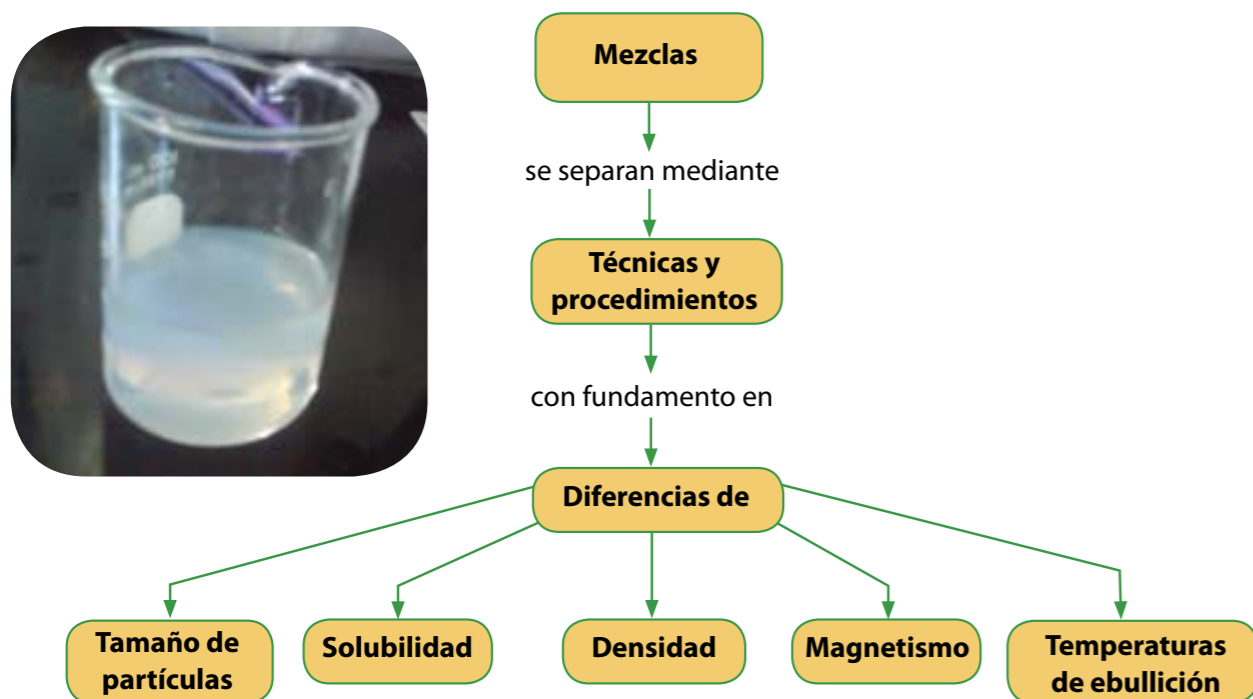 Mezclas
se separan mediante
Técnicas y
procedimientos
con fundamento en
Diferencias de
Tamaño de
partículas
Solubilidad
Densidad
Magnetismo
Temperaturas
de ebullición